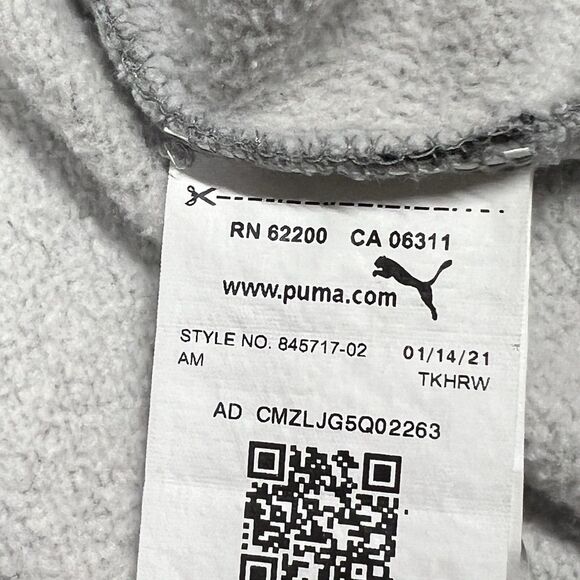 RN 62200 CA 06311
www.puma.com
STYLE NO. 845717-02 01/14/21
AM TKHRW
AD CMZLJG5Q02263